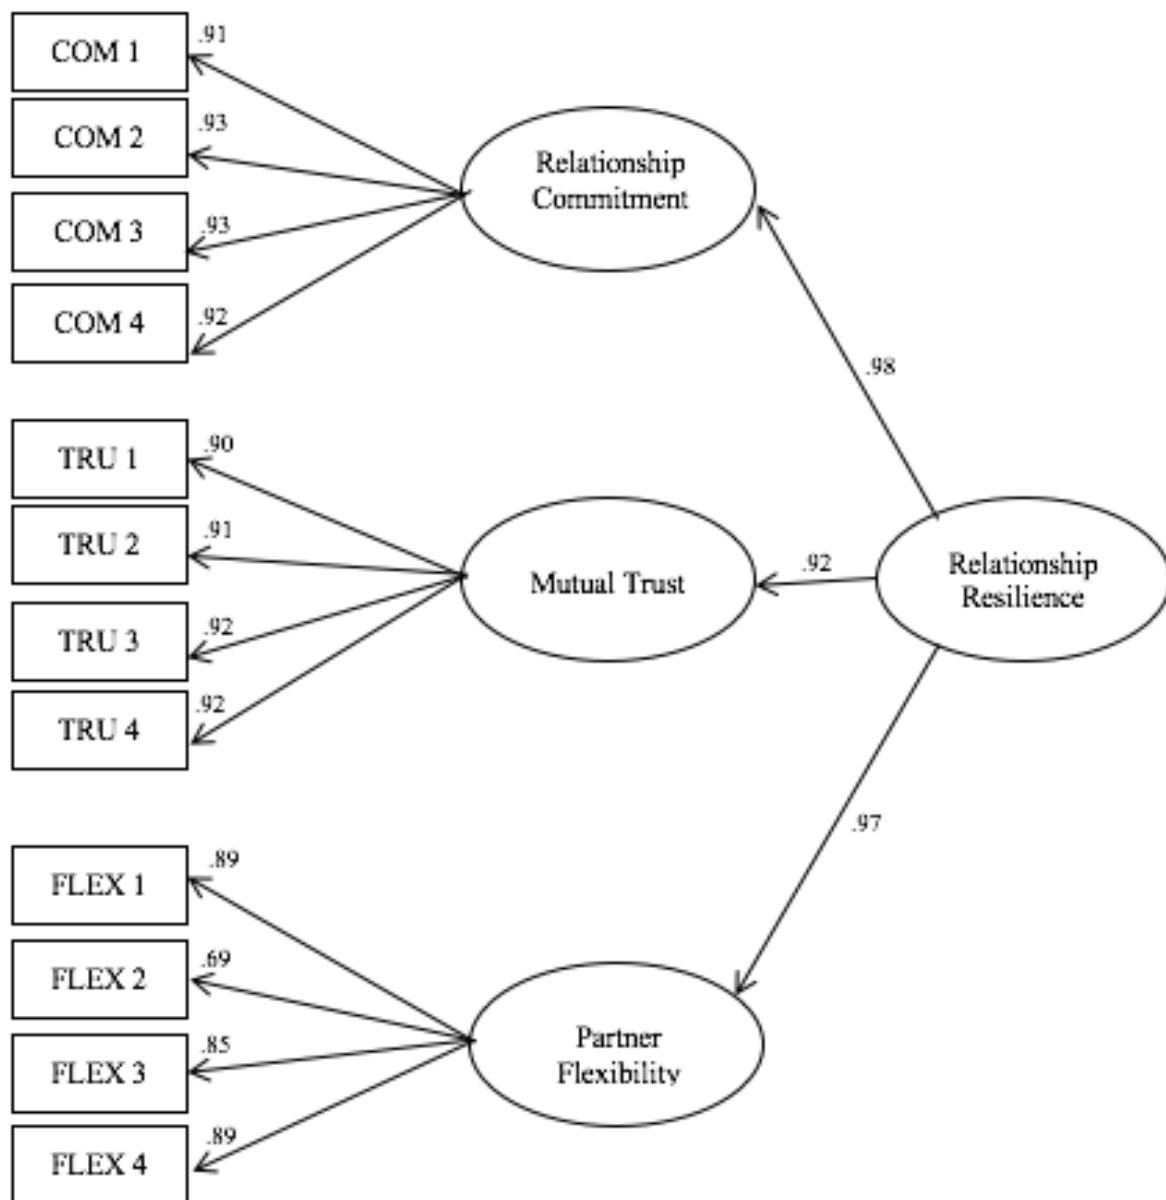 COM 1
.91
COM 2
.93
COM 3
.93
COM 4
.92
Relationship
Commitment
.98
TRU 1
.90
TRU 2
.91
TRU 3
.92
TRU 4
.92
Mutual Trust
.92
Relationship
Resilience
.97
FLEX 1
.89
FLEX 2
.69
FLEX 3
.85
FLEX 4
.89
Partner
Flexibility